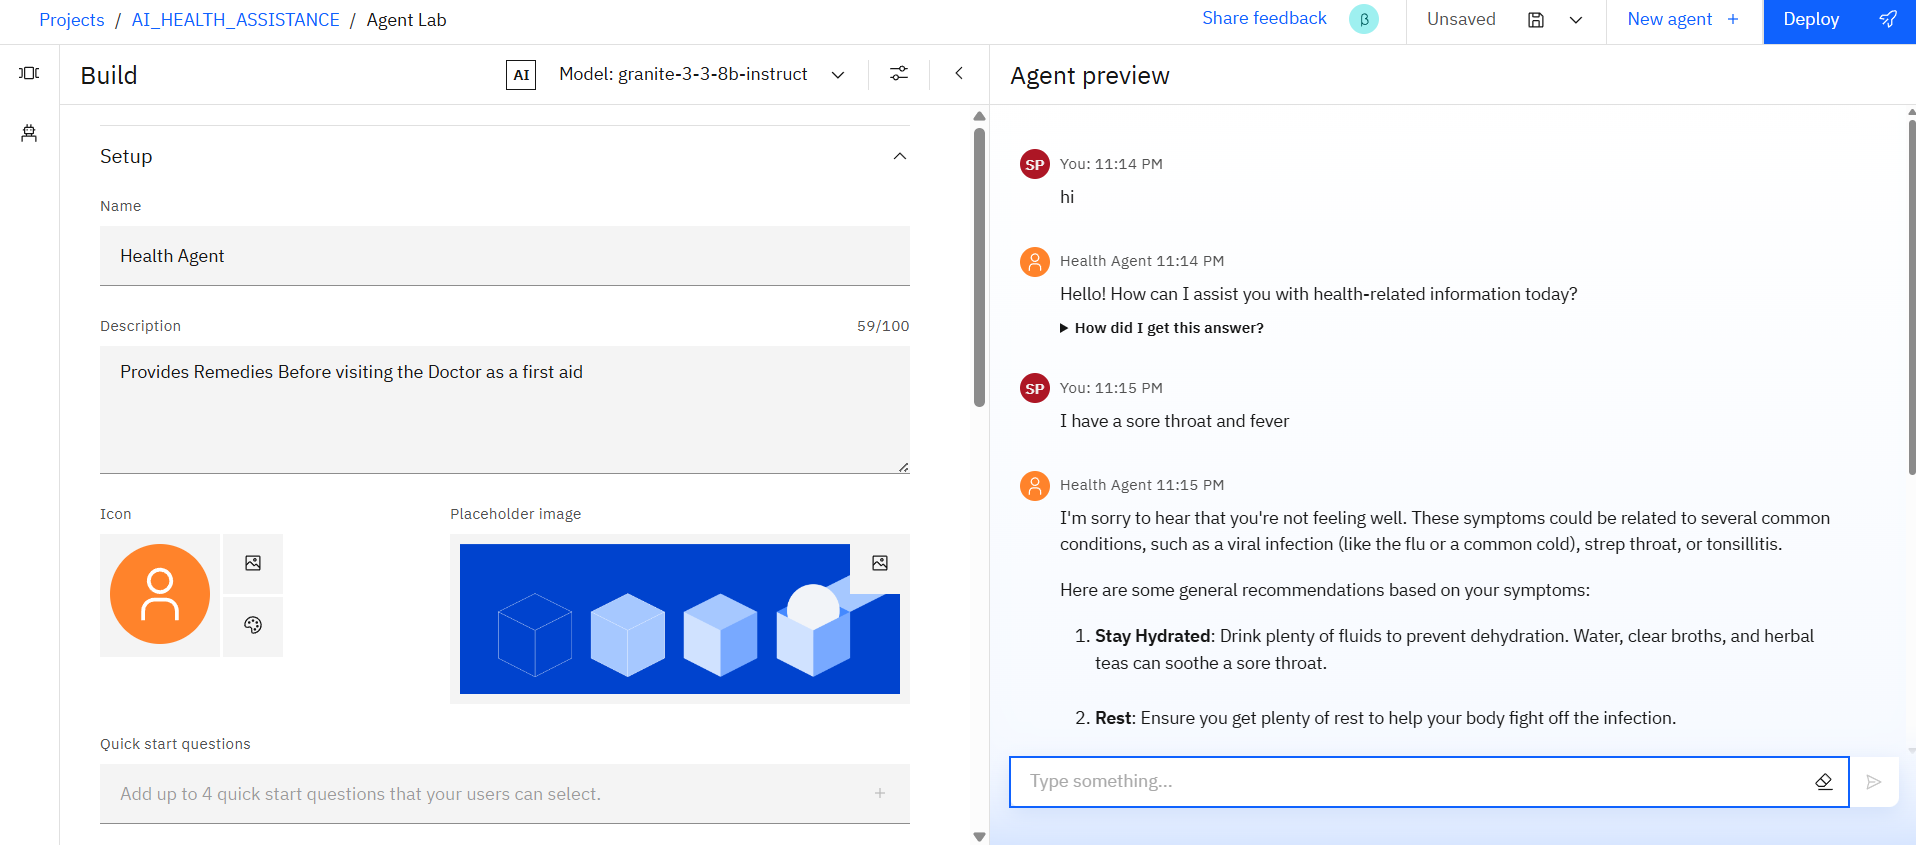 Projects / AI_HEALTH_ASSISTANCE / Agent Lab
Share feedback β
Unsaved
New agent +
Deploy
Build
AI Model: granite-3-3-8b-instruct
Setup
Name
Health Agent
Description 59/100
Provides Remedies Before visiting the Doctor as a first aid
Icon
Placeholder image
Quick start questions
Add up to 4 quick start questions that your users can select. +
Agent preview
SP You: 11:14 PM
hi
Health Agent 11:14 PM
Hello! How can I assist you with health-related information today?
How did I get this answer?
SP You: 11:15 PM
I have a sore throat and fever
Health Agent 11:15 PM
I'm sorry to hear that you're not feeling well. These symptoms could be related to several common
conditions, such as a viral infection (like the flu or a common cold), strep throat, or tonsillitis.
Here are some general recommendations based on your symptoms:
1. Stay Hydrated: Drink plenty of fluids to prevent dehydration. Water, clear broths, and herbal
teas can soothe a sore throat.
2. Rest: Ensure you get plenty of rest to help your body fight off the infection.
Type something...